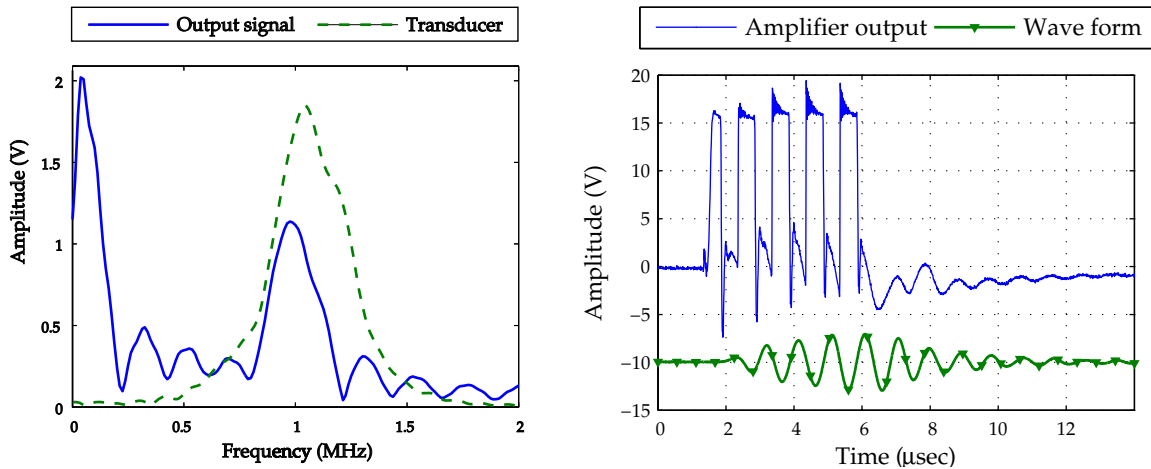 Output signal Transducer
2
1.5
1
0.5
0
Amplitude (V)
0 0.5 1 1.5 2
Frequency (MHz)
Amplifier output Wave form
20
15
10
5
0
−5
−10
−15
Amplitude (V)
0 2 4 6 8 10 12
Time (μsec)